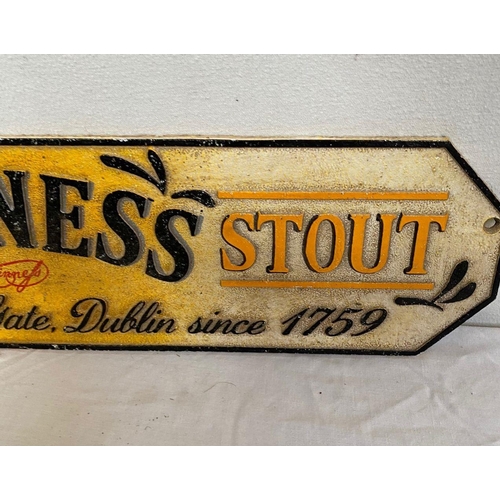 NESS STOUT
Gate, Dublin since 1759